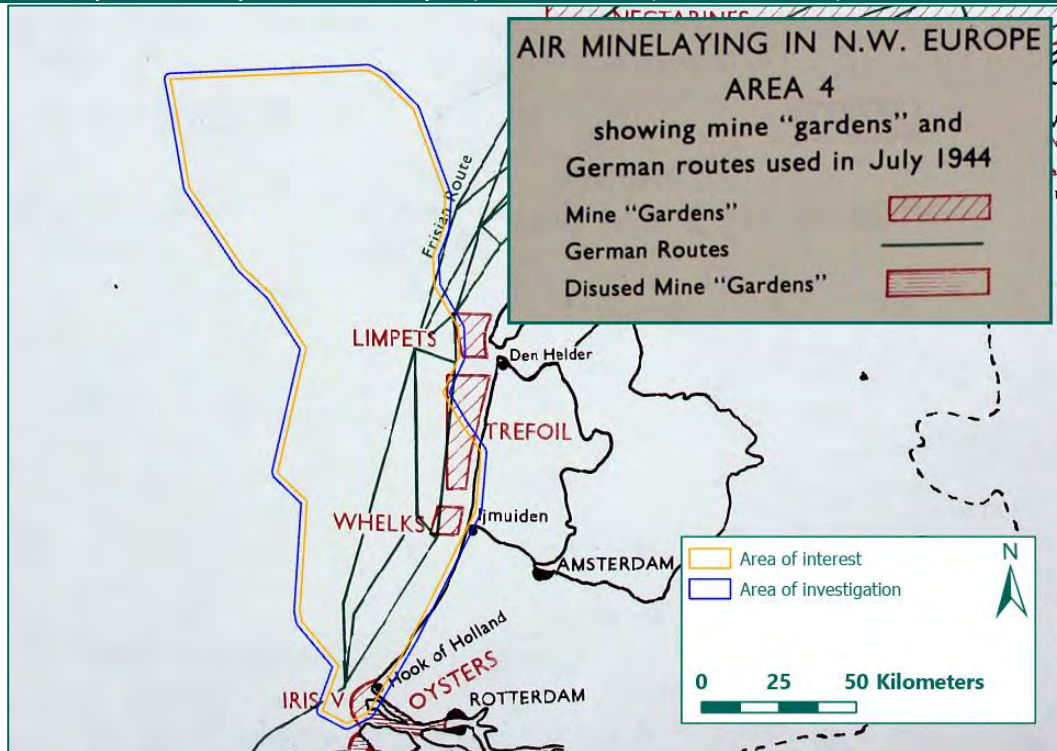 NECTARINES
AIR MINELAYING IN N.W. EUROPE
AREA 4
showing mine "gardens" and
German routes used in July 1944
Mine "Gardens"
German Routes
Disused Mine "Gardens"
Frisian Route
LIMPETS
Den Helder
TREFOIL
WHELKS
Ijmuiden
AMSTERDAM
Hook of Holland
OYSTERS
IRIS V
ROTTERDAM
Area of interest
Area of investigation
N
0 25 50 Kilometers